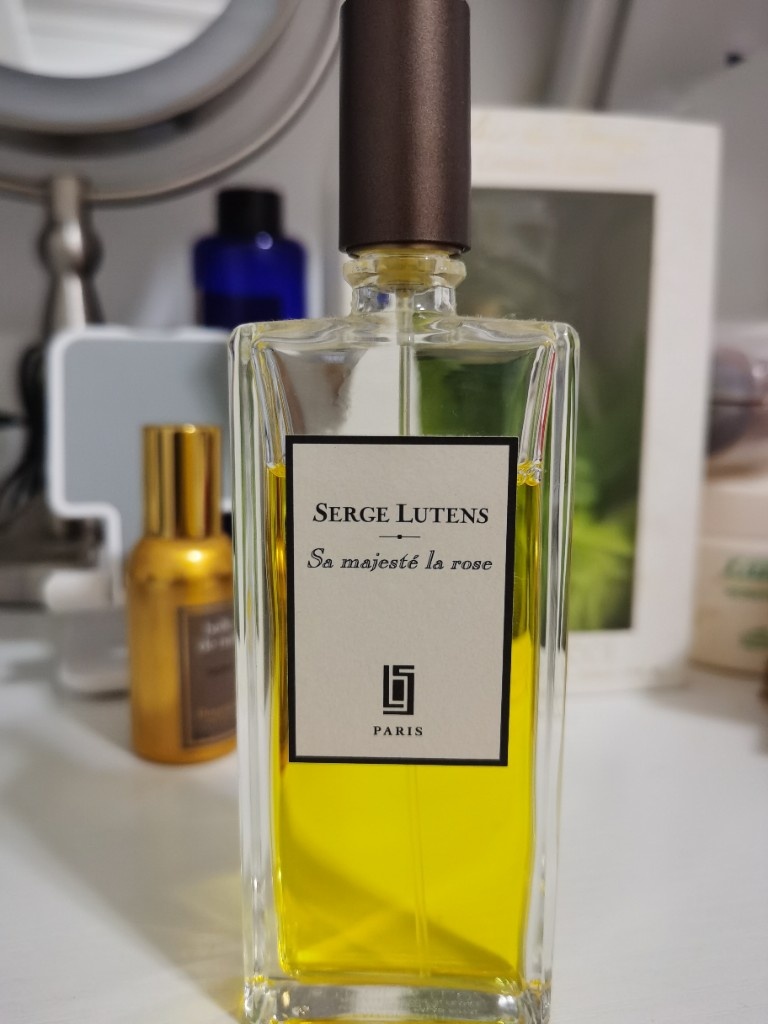 SERGE LUTENS
Sa majesté la rose
PARIS